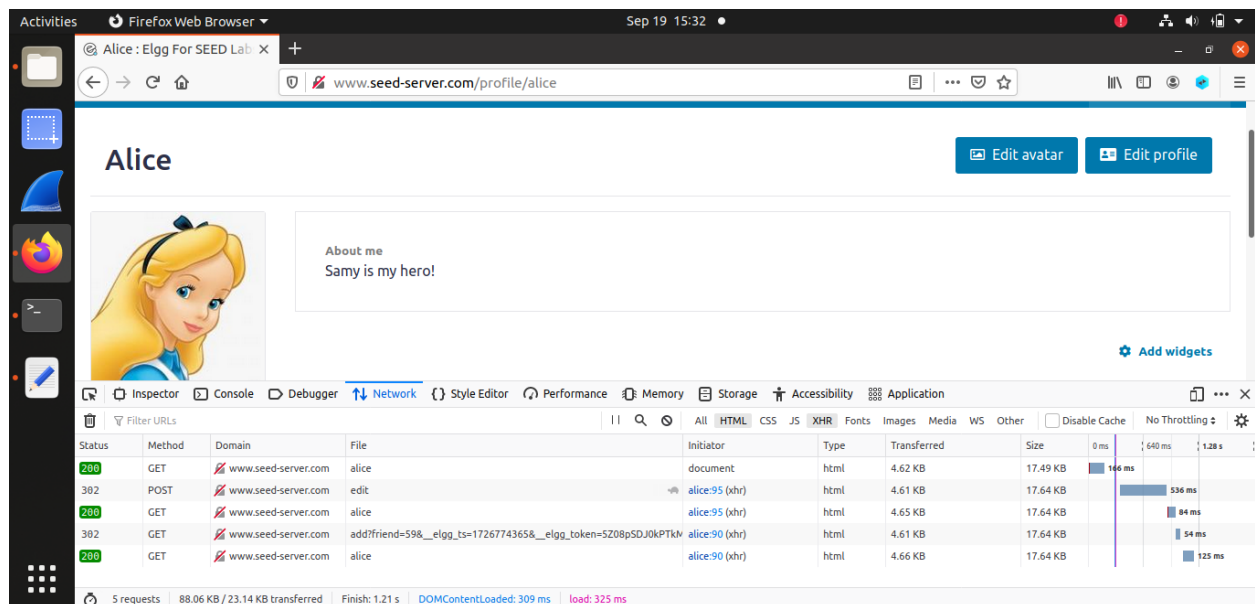 Activities Firefox Web Browser Sep 19 15:32
Alice : Elgg For SEED Lab
www.seed-server.com/profile/alice
Alice Edit avatar Edit profile
About me
Samy is my hero!
Add widgets
Inspector Console Debugger Network {} Style Editor Performance Memory Storage Accessibility Application
Filter URLs All HTML CSS JS XHR Fonts Images Media WS Other Disable Cache No Throttling
Status Method Domain File Initiator Type Transferred Size 0 ms 640 ms 1.28 s
200 GET www.seed-server.com alice document html 4.62 KB 17.49 KB 166 ms
302 POST www.seed-server.com edit alice:95 (xhr) html 4.61 KB 17.64 KB 536 ms
200 GET www.seed-server.com alice alice:95 (xhr) html 4.65 KB 17.64 KB 84 ms
302 GET www.seed-server.com add?friend=59&__elgg_ts=1726774365&__elgg_token=5Z08pSDJ0kPTkM alice:90 (xhr) html 4.61 KB 17.64 KB 54 ms
200 GET www.seed-server.com alice alice:90 (xhr) html 4.66 KB 17.64 KB 125 ms
5 requests 88.06 KB / 23.14 KB transferred Finish: 1.21 s DOMContentLoaded: 309 ms load: 325 ms